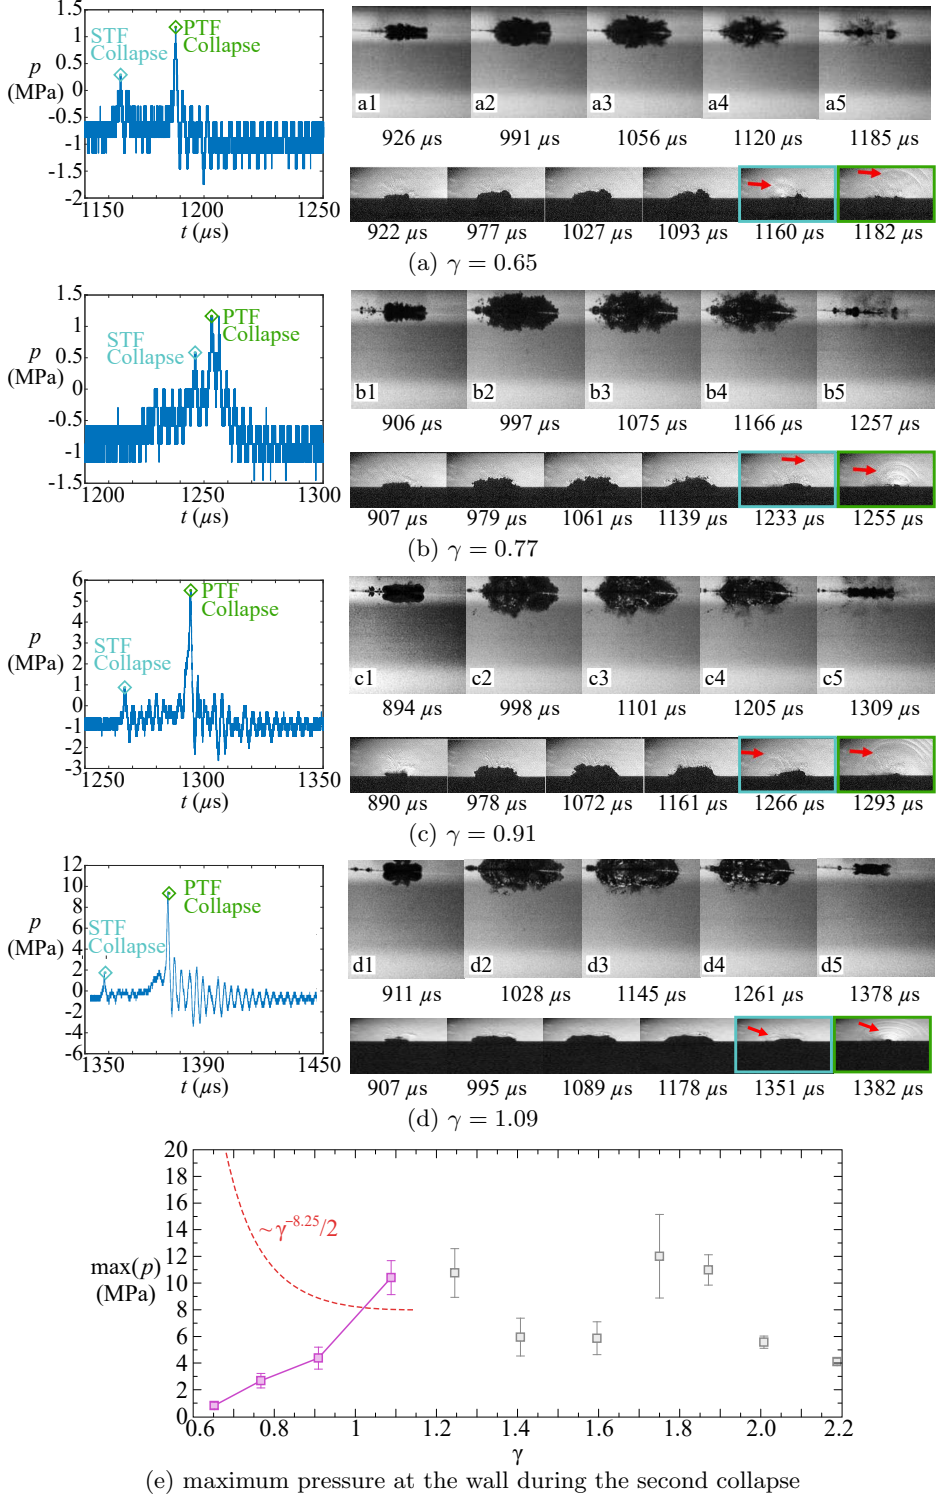 1.5
1
0.5
0
-0.5
-1
-1.5
-2
p
(MPa)
STF
Collapse
PTF
Collapse
1150 1200 1250
t (µs)
a1 a2 a3 a4 a5
926 µs 991 µs 1056 µs 1120 µs 1185 µs
922 µs 977 µs 1027 µs 1093 µs 1160 µs 1182 µs
(a) γ = 0.65
1.5
1
0.5
0
-0.5
-1
-1.5
p
(MPa)
STF
Collapse
PTF
Collapse
1200 1250 1300
t (µs)
b1 b2 b3 b4 b5
906 µs 997 µs 1075 µs 1166 µs 1257 µs
907 µs 979 µs 1061 µs 1139 µs 1233 µs 1255 µs
(b) γ = 0.77
6
5
4
3
2
1
0
-1
-2
-3
p
(MPa)
STF
Collapse
PTF
Collapse
1250 1300 1350
t (µs)
c1 c2 c3 c4 c5
894 µs 998 µs 1101 µs 1205 µs 1309 µs
890 µs 978 µs 1072 µs 1161 µs 1266 µs 1293 µs
(c) γ = 0.91
12
10
8
6
4
2
0
-2
-4
-6
p
(MPa)
STF
Collapse
PTF
Collapse
1350 1390 1450
t (µs)
d1 d2 d3 d4 d5
911 µs 1028 µs 1145 µs 1261 µs 1378 µs
907 µs 995 µs 1089 µs 1178 µs 1351 µs 1382 µs
(d) γ = 1.09
20
18
16
14
12
10
8
6
4
2
0
max(p)
(MPa)
~γ^-8.25/2
0.6 0.8 1 1.2 1.4 1.6 1.8 2.0 2.2
γ
(e) maximum pressure at the wall during the second collapse